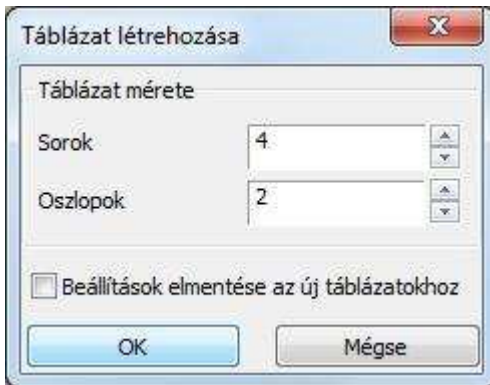 Táblázat létrehozása
Táblázat mérete
Sorok 4
Oszlopok 2
Beállítások elmentése az új táblázatokhoz
OK Mégse